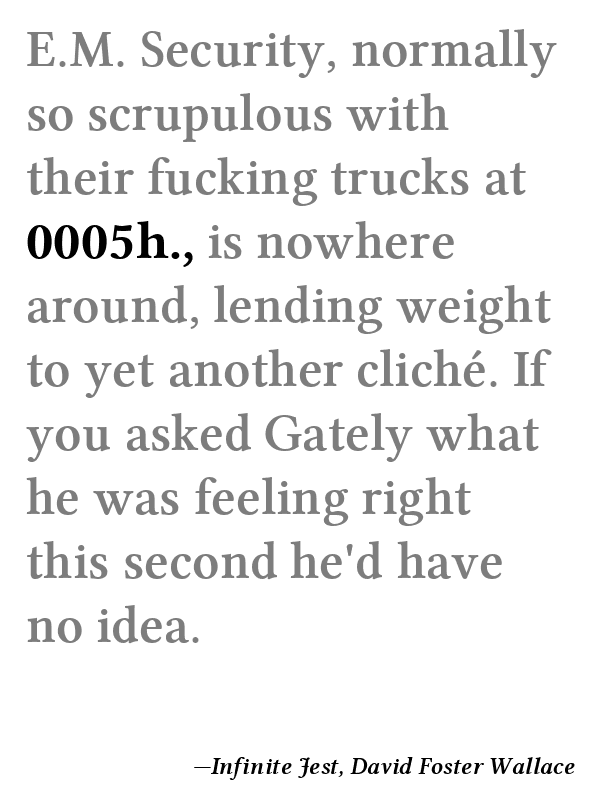 E.M. Security, normally
so scrupulous with
their fucking trucks at
0005h., is nowhere
around, lending weight
to yet another cliché. If
you asked Gately what
he was feeling right
this second he'd have
no idea.
—Infinite Jest, David Foster Wallace